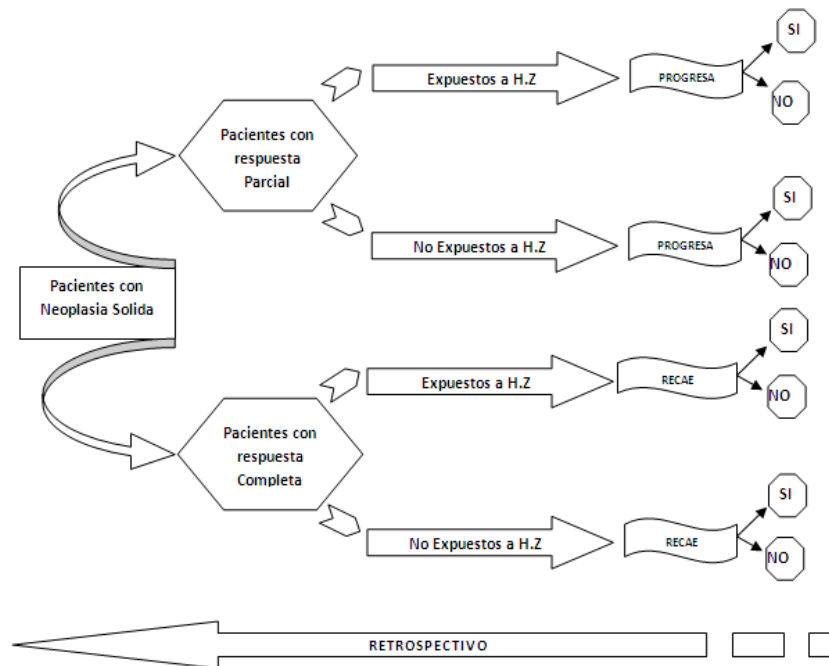 Pacientes con
Neoplasia Solida
Pacientes con
respuesta
Parcial
Expuestos a H.Z
PROGRESA
SI
NO
No Expuestos a H.Z
PROGRESA
SI
NO
Pacientes con
respuesta
Completa
Expuestos a H.Z
RECAE
SI
NO
No Expuestos a H.Z
RECAE
SI
NO
RETROSPECTIVO